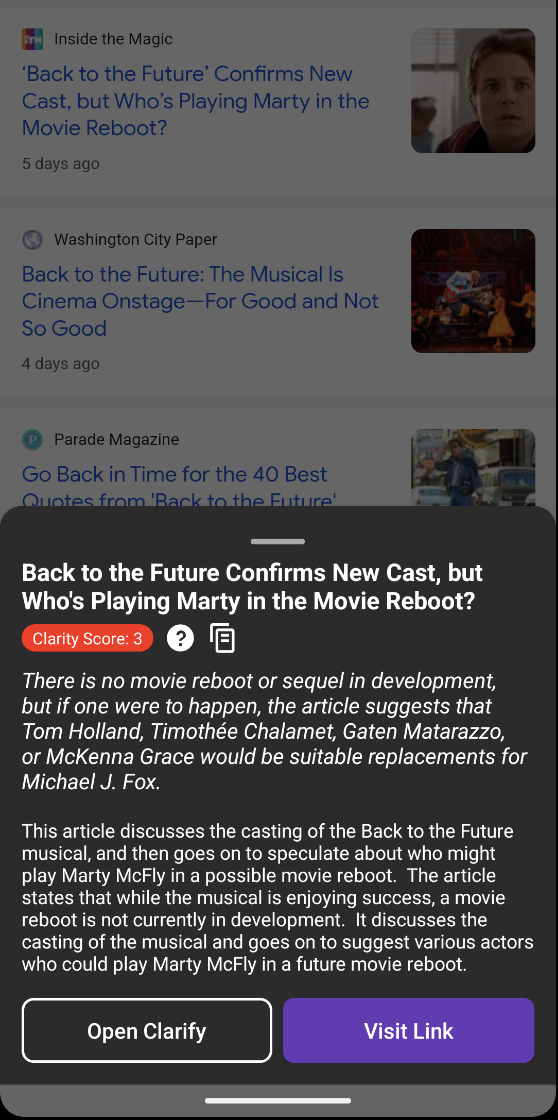 Inside the Magic
‘Back to the Future’ Confirms New
Cast, but Who’s Playing Marty in the
Movie Reboot?
5 days ago
Washington City Paper
Back to the Future: The Musical Is
Cinema Onstage—For Good and Not
So Good
4 days ago
P
Parade Magazine
Go Back in Time for the 40 Best
Quotes from 'Back to the Future'
Back to the Future Confirms New Cast, but
Who's Playing Marty in the Movie Reboot?
Clarity Score: 3
?
There is no movie reboot or sequel in development,
but if one were to happen, the article suggests that
Tom Holland, Timothée Chalamet, Gaten Matarazzo,
or McKenna Grace would be suitable replacements for
Michael J. Fox.
This article discusses the casting of the Back to the Future
musical, and then goes on to speculate about who might
play Marty McFly in a possible movie reboot.  The article
states that while the musical is enjoying success, a movie
reboot is not currently in development.  It discusses the
casting of the musical and goes on to suggest various actors
who could play Marty McFly in a future movie reboot.
Open Clarify
Visit Link